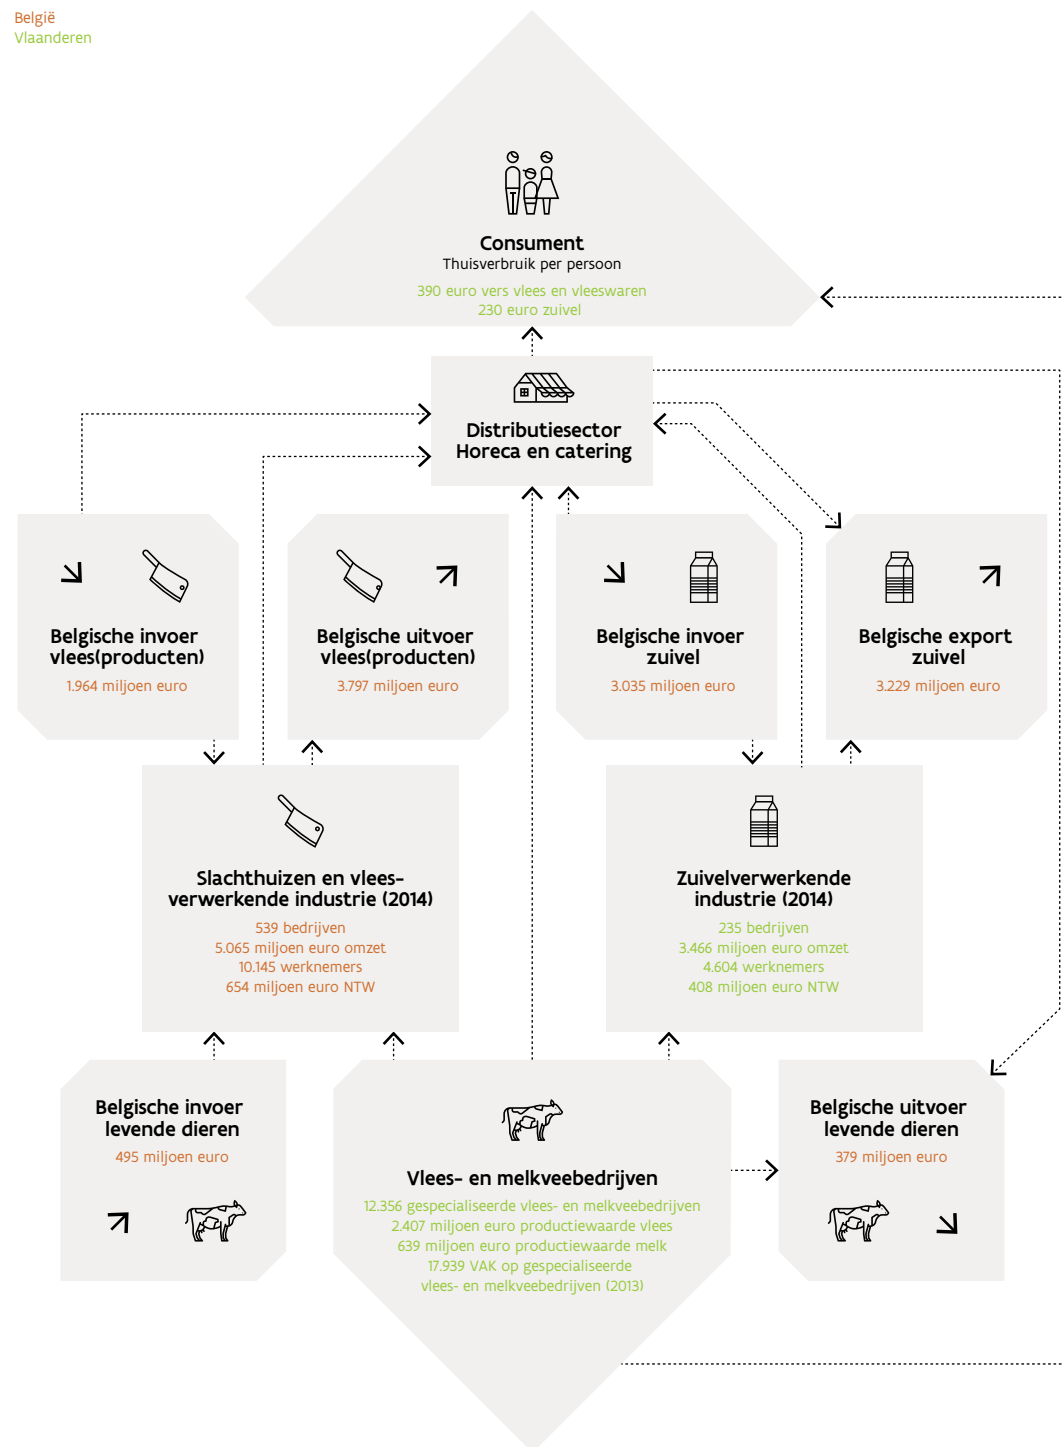 België
Vlaanderen
Consument
Thuisverbruik per persoon
390 euro vers vlees en vleeswaren
230 euro zuivel
Distributiesector
Horeca en catering
Belgische invoer
vlees(producten)
1.964 miljoen euro
Belgische uitvoer
vlees(producten)
3.797 miljoen euro
Belgische invoer
zuivel
3.035 miljoen euro
Belgische export
zuivel
3.229 miljoen euro
Slachthuizen en vlees-
verwerkende industrie (2014)
539 bedrijven
5.065 miljoen euro omzet
10.145 werknemers
654 miljoen euro NTW
Zuivelverwerkende
industrie (2014)
235 bedrijven
3.466 miljoen euro omzet
4.604 werknemers
408 miljoen euro NTW
Belgische invoer
levende dieren
495 miljoen euro
Vlees- en melkveebedrijven
12.356 gespecialiseerde vlees- en melkveebedrijven
2.407 miljoen euro productiewaarde vlees
639 miljoen euro productiewaarde melk
17.939 VAK op gespecialiseerde
vlees- en melkveebedrijven (2013)
Belgische uitvoer
levende dieren
379 miljoen euro